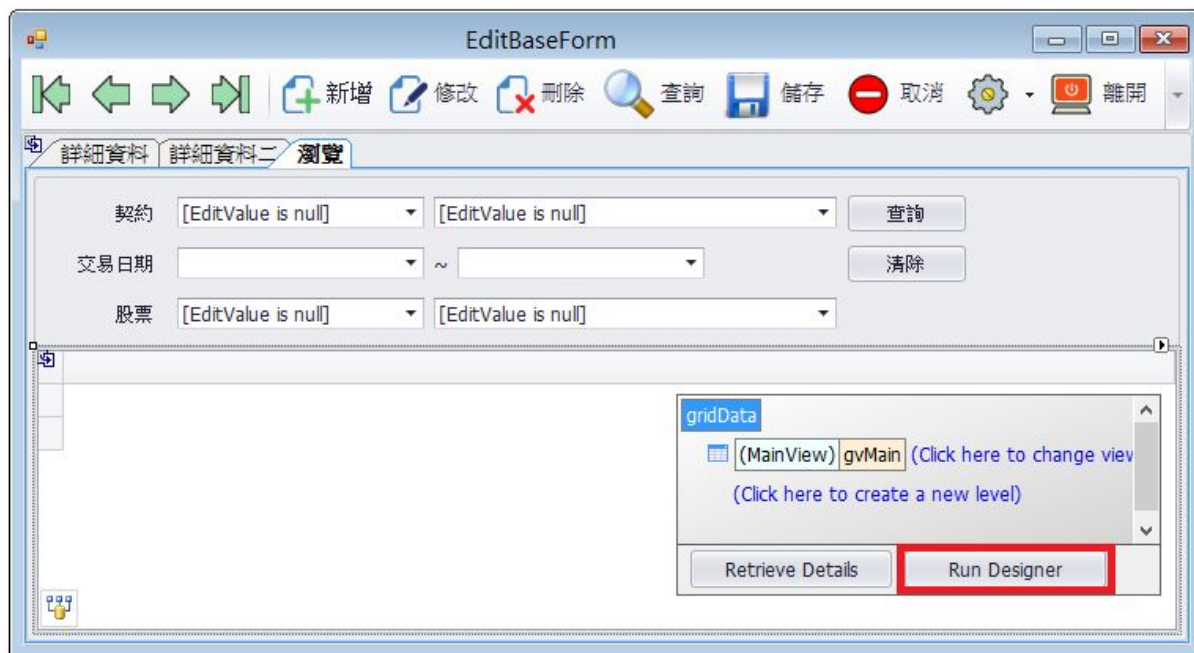 EditBaseForm
新增 修改 刪除 查詢 儲存 取消 離開
詳細資料 詳細資料二 瀏覽
契約 [EditValue is null] [EditValue is null] 查詢
交易日期 ~ 清除
股票 [EditValue is null] [EditValue is null]
gridData
(MainView) gvMain (Click here to change view
(Click here to create a new level)
Retrieve Details Run Designer